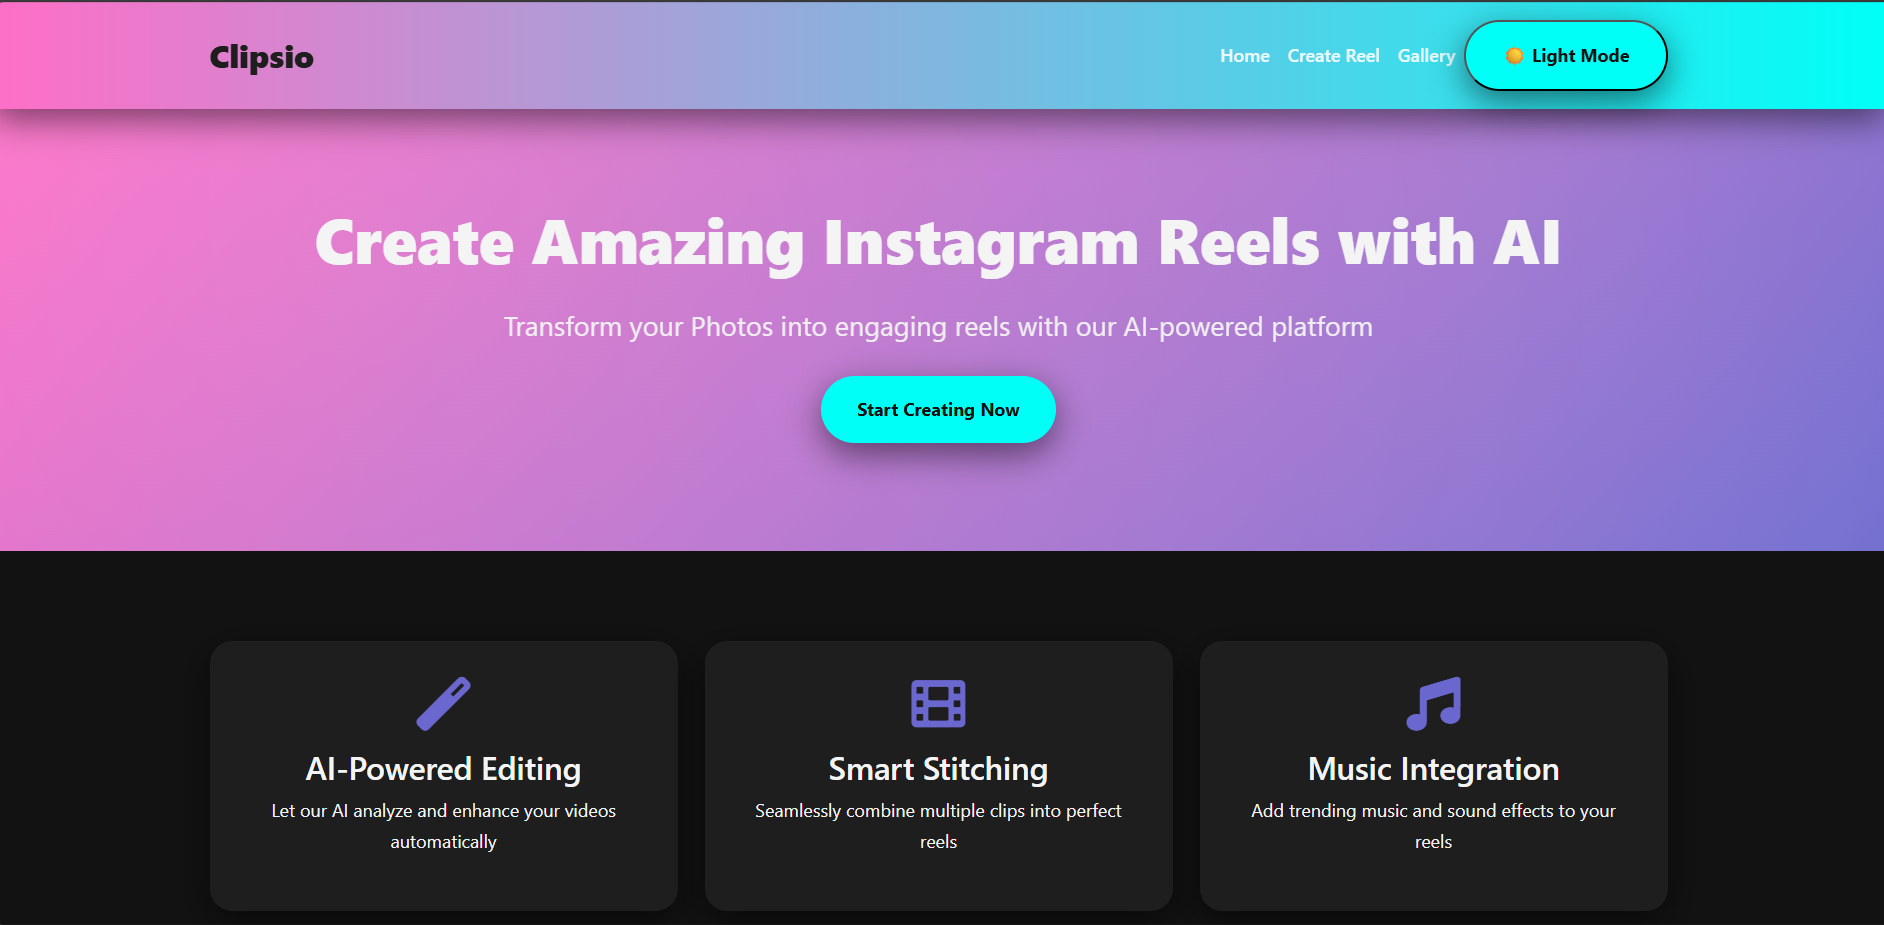 Clipsio
Home Create Reel Gallery Light Mode
Create Amazing Instagram Reels with AI
Transform your Photos into engaging reels with our AI-powered platform
Start Creating Now
AI-Powered Editing
Let our AI analyze and enhance your videos
automatically
Smart Stitching
Seamlessly combine multiple clips into perfect
reels
Music Integration
Add trending music and sound effects to your
reels